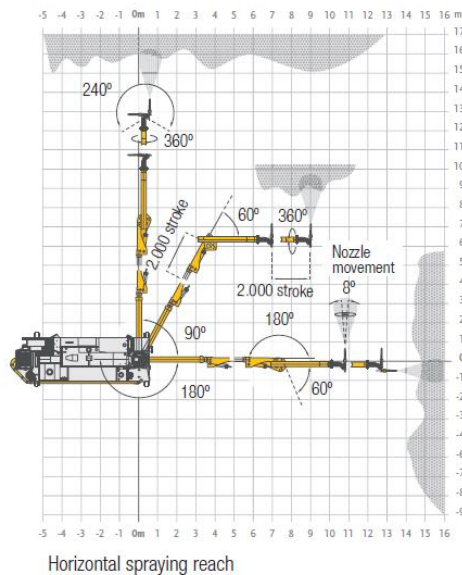 -5 -4 -3 -2 -1 0m 1 2 3 4 5 6 7 8 9 10 11 12 13 14 15 16 m
17
16
15
14
13
240º
12
11
360º
10
9
8
60º 360º
7
2.000 stroke
6
Nozzle
movement
5
8º
4
2.000 stroke
3
180º
2
90º
1
0
-1
180º 60º
-2
-3
-4
-5
-6
-7
-8
-9
-5 -4 -3 -2 -1 0m 1 2 3 4 5 6 7 8 9 10 11 12 13 14 15 16
Horizontal spraying reach